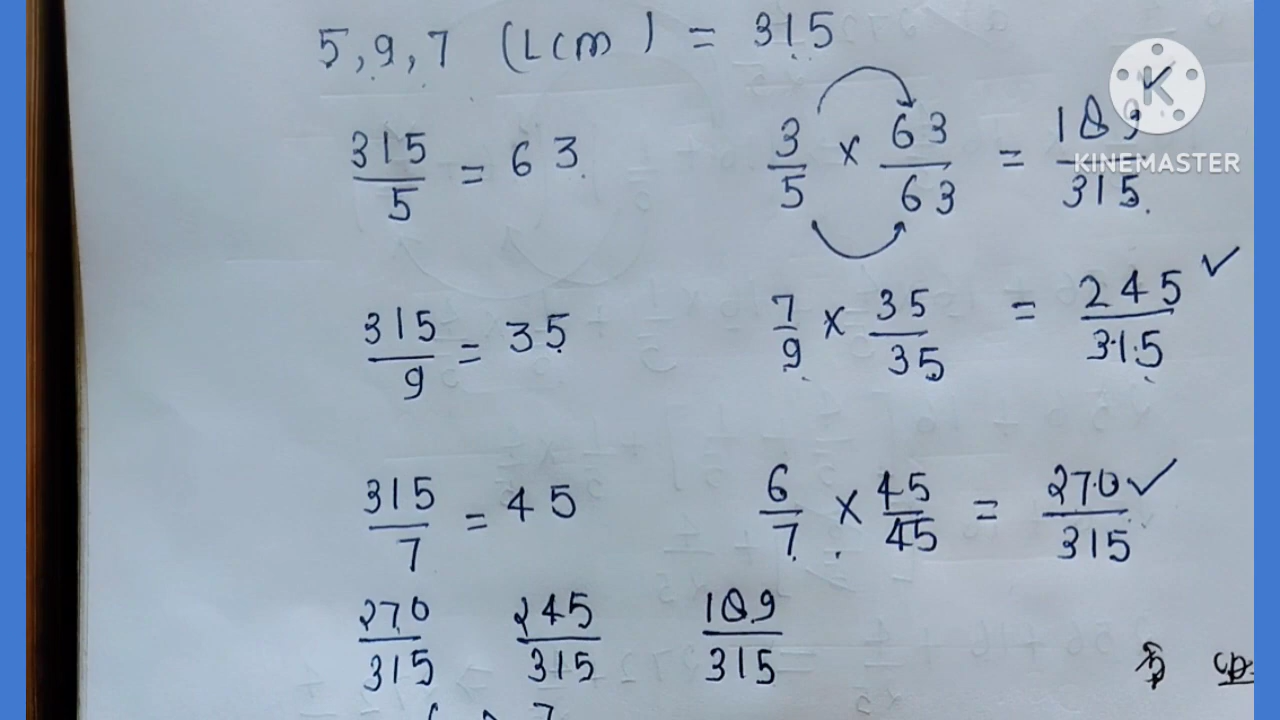 5, 9, 7 (Lcm) = 315
315/5 = 63    3/5 × 63/63 = 189/315
KINEMASTER
315/9 = 35    7/9 × 35/35 = 245/315 ✓
315/7 = 45    6/7 × 45/45 = 270/315 ✓
270/315    245/315    189/315